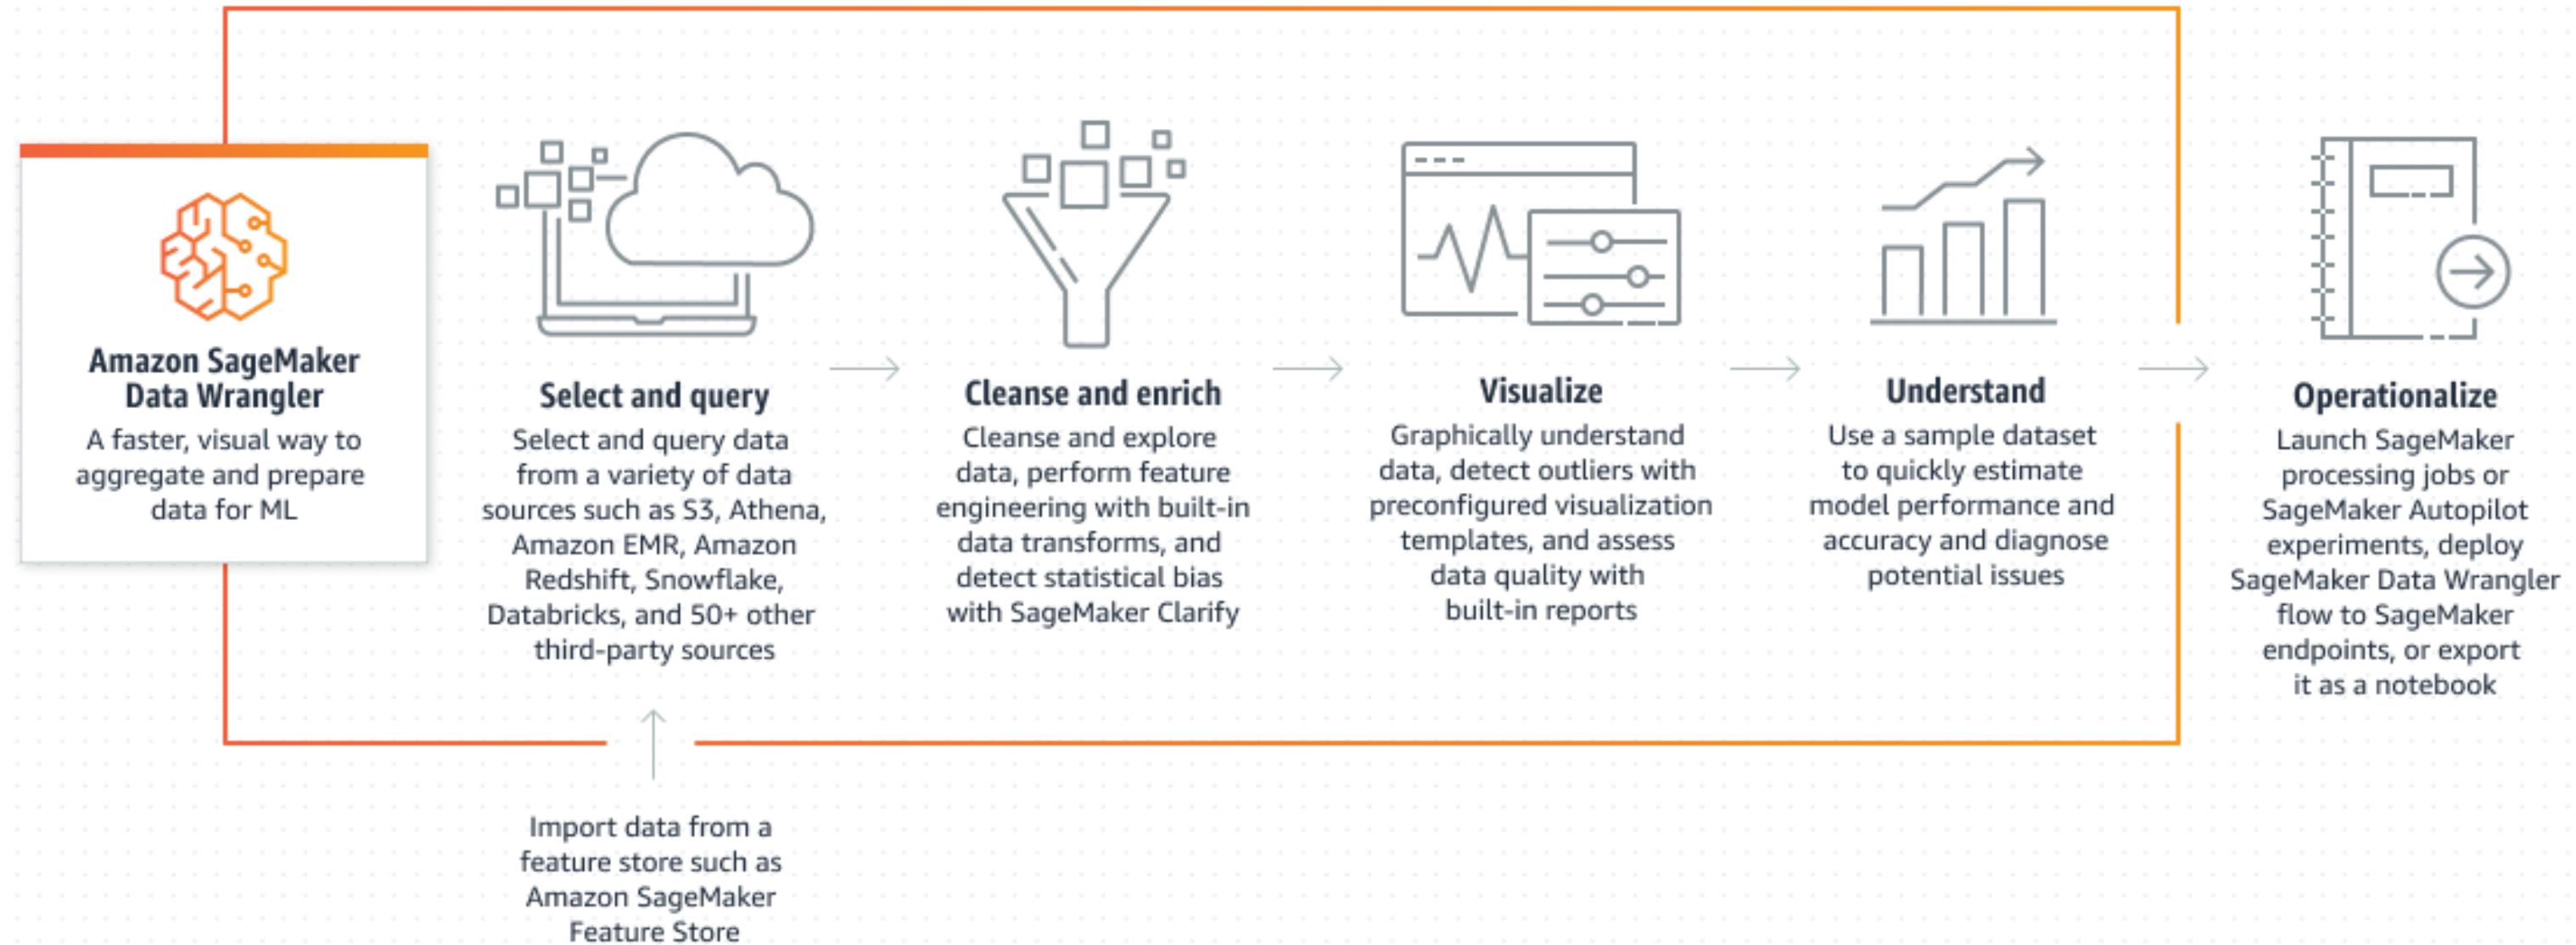 Amazon SageMaker
Data Wrangler
A faster, visual way to
aggregate and prepare
data for ML
Select and query
Select and query data
from a variety of data
sources such as S3, Athena,
Amazon EMR, Amazon
Redshift, Snowflake,
Databricks, and 50+ other
third-party sources
Import data from a
feature store such as
Amazon SageMaker
Feature Store
Cleanse and enrich
Cleanse and explore
data, perform feature
engineering with built-in
data transforms, and
detect statistical bias
with SageMaker Clarify
Visualize
Graphically understand
data, detect outliers with
preconfigured visualization
templates, and assess
data quality with
built-in reports
Understand
Use a sample dataset
to quickly estimate
model performance and
accuracy and diagnose
potential issues
Operationalize
Launch SageMaker
processing jobs or
SageMaker Autopilot
experiments, deploy
SageMaker Data Wrangler
flow to SageMaker
endpoints, or export
it as a notebook